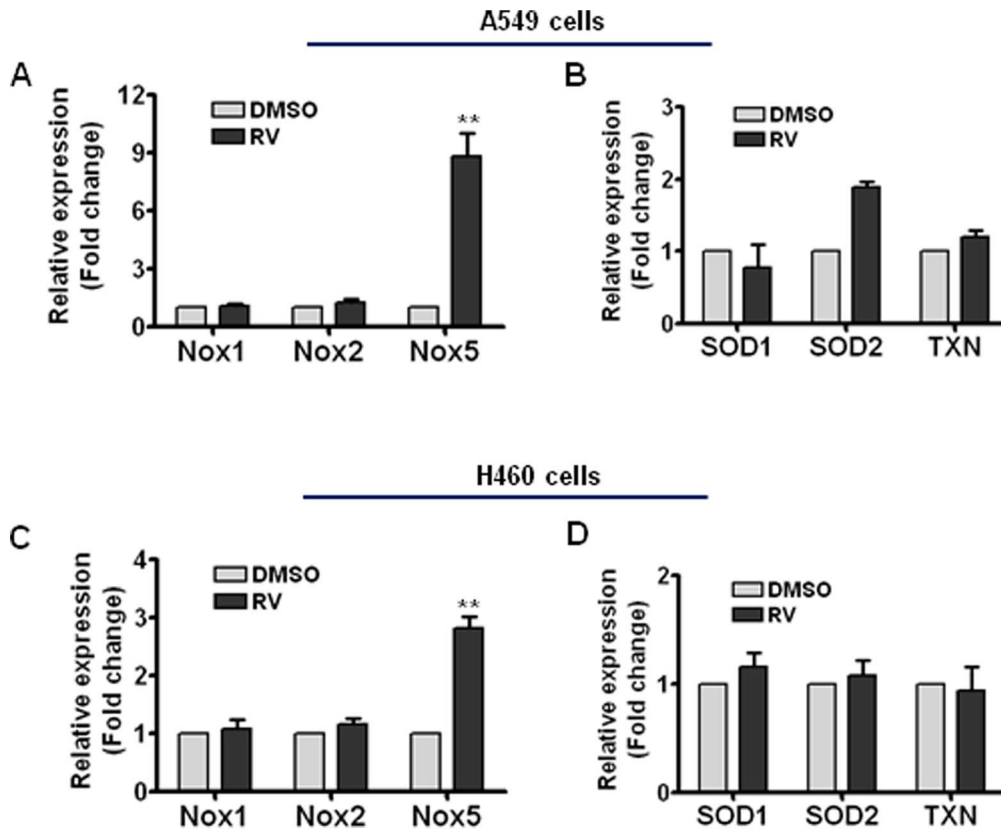 A549 cells
A
Relative expression
(Fold change)
12
9
6
3
0
DMSO
RV
**
Nox1 Nox2 Nox5
B
Relative expression
(Fold change)
3
2
1
0
DMSO
RV
SOD1 SOD2 TXN
H460 cells
C
Relative expression
(Fold change)
4
3
2
1
0
DMSO
RV
**
Nox1 Nox2 Nox5
D
Relative expression
(Fold change)
2
1
0
DMSO
RV
SOD1 SOD2 TXN